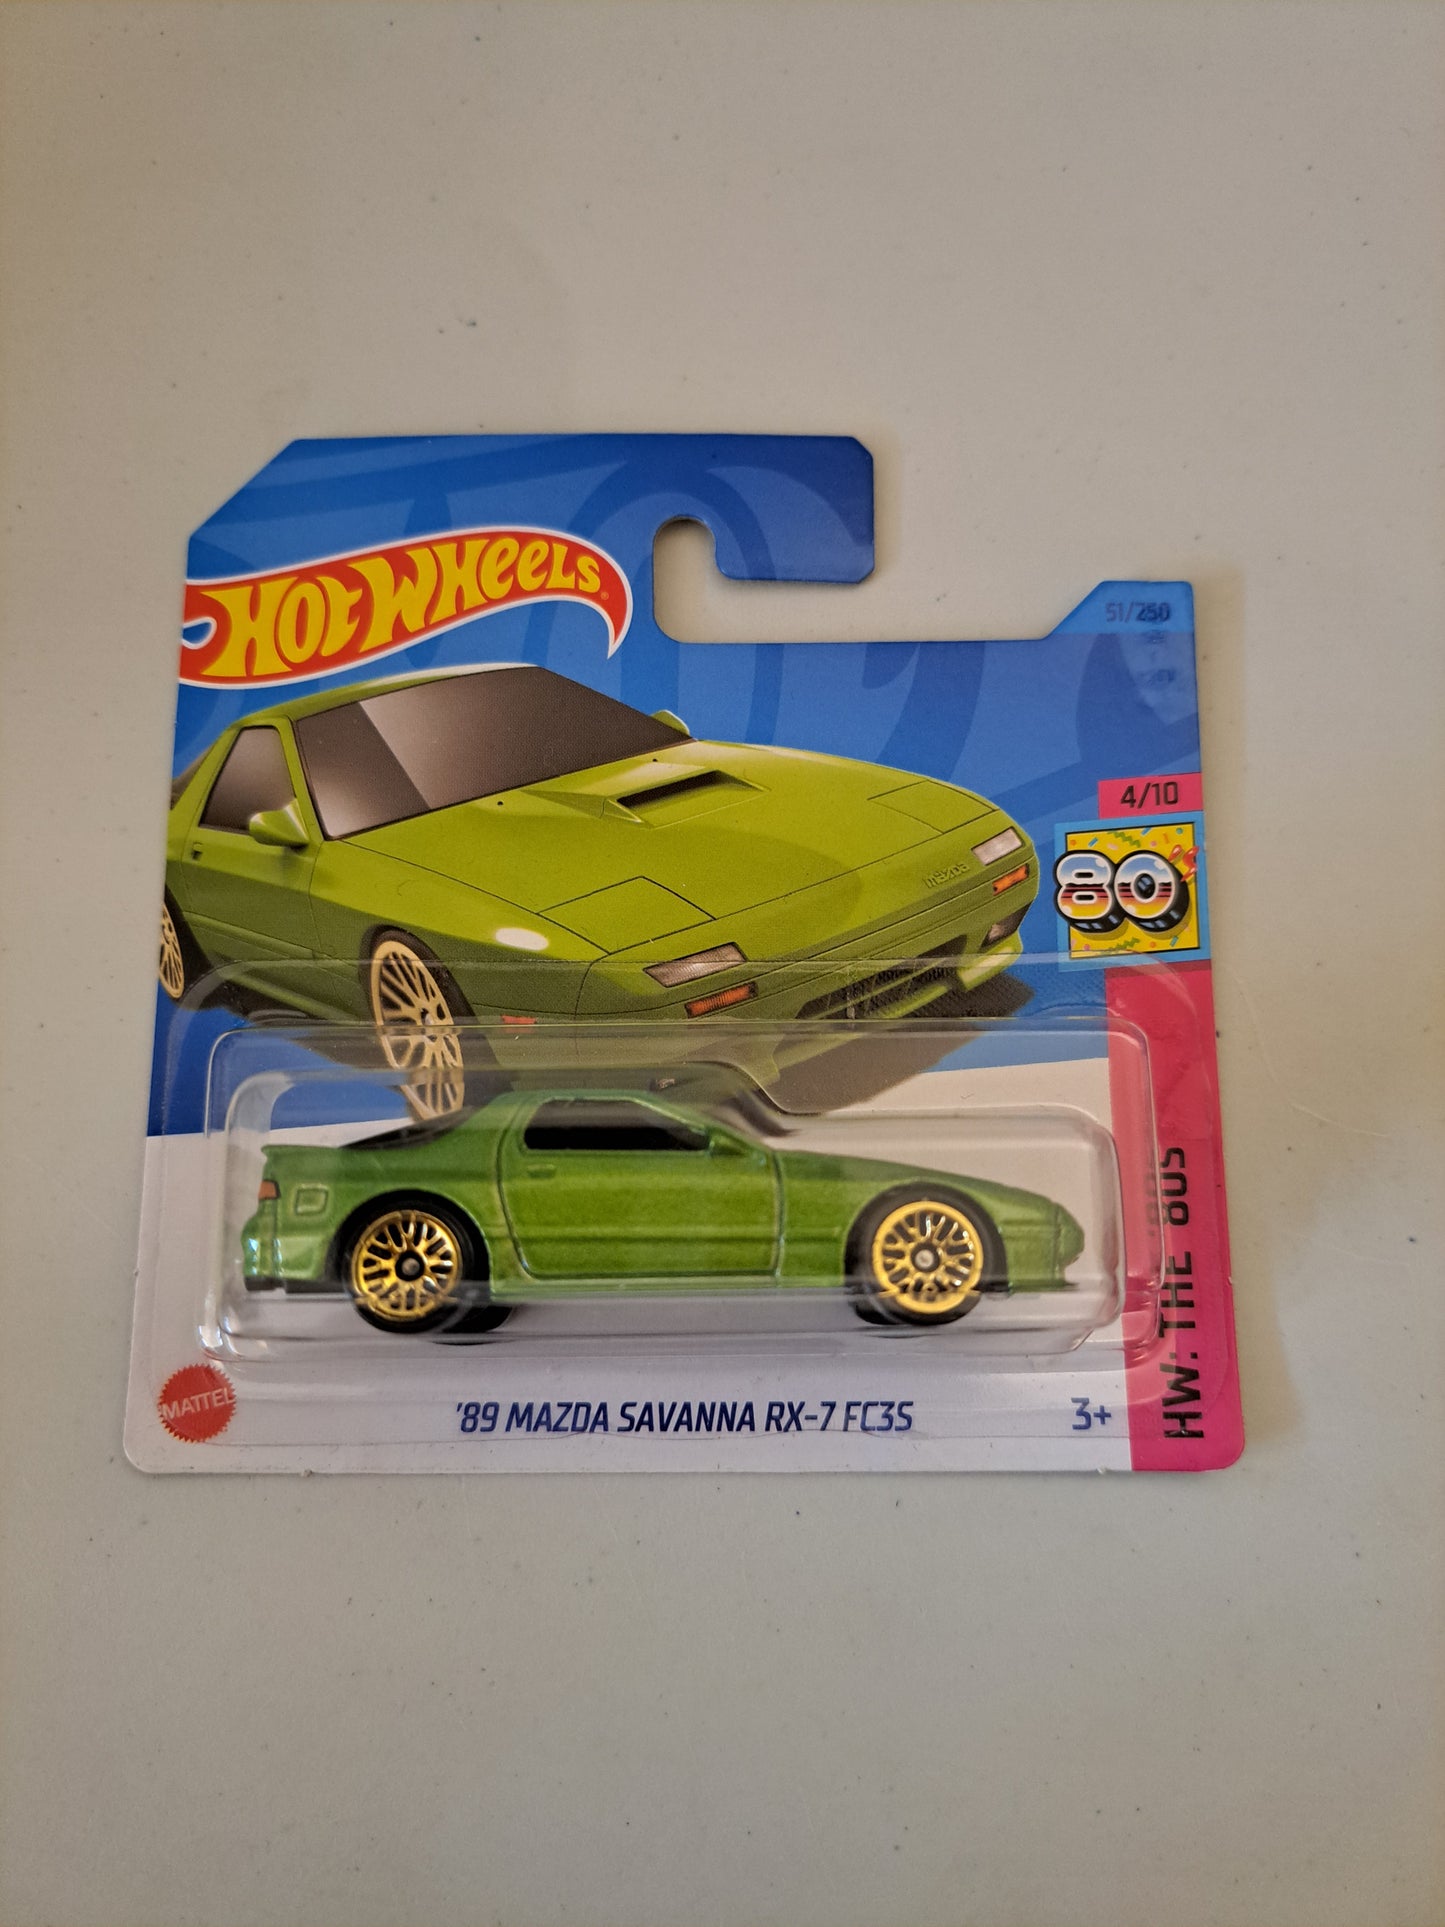 HOT WHEELS
51/250
4/10
80's
mazda
HW: THE '80S
MATTEL
'89 MAZDA SAVANNA RX-7 FC3S
3+